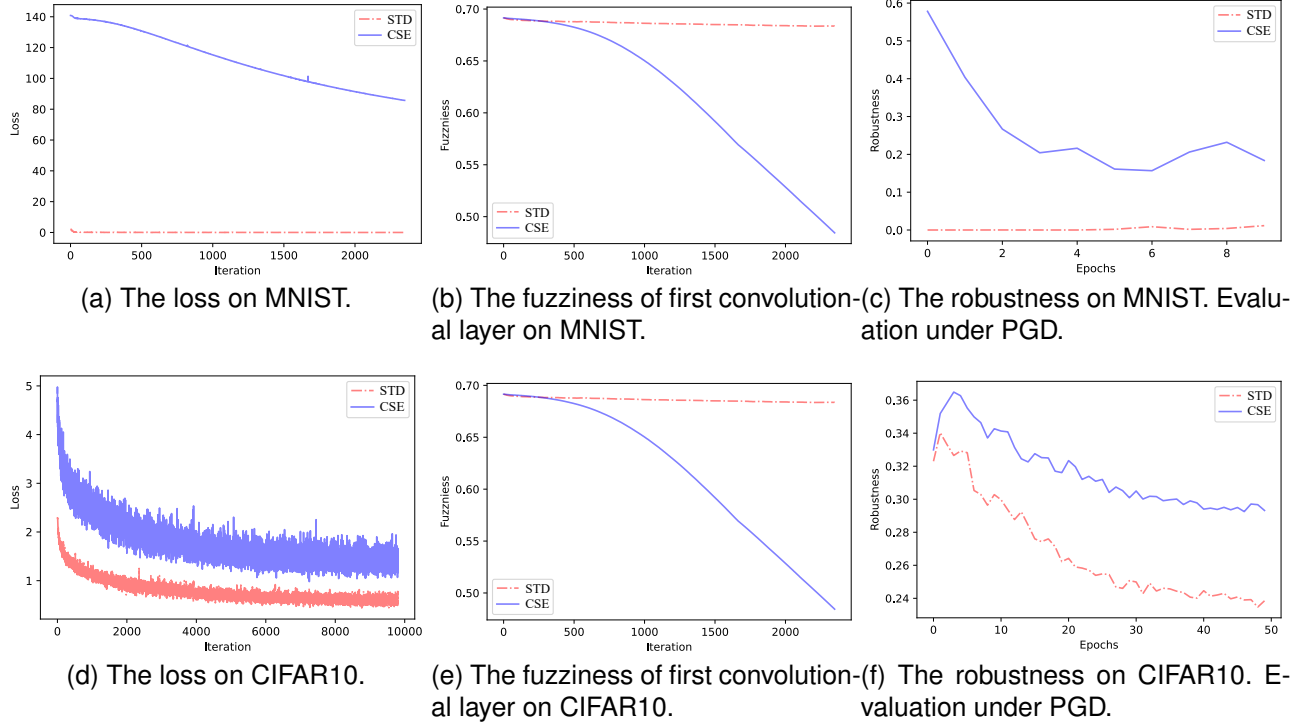 140
120
100
80
60
40
20
0
Loss
0 500 1000 1500 2000
Iteration
STD
CSE
(a) The loss on MNIST.
0.70
0.65
0.60
0.55
0.50
Fuzzniess
0 500 1000 1500 2000
Iteration
STD
CSE
(b) The fuzziness of first convolution-
al layer on MNIST.
0.6
0.5
0.4
0.3
0.2
0.1
0.0
Robustness
0 2 4 6 8
Epochs
STD
CSE
(c) The robustness on MNIST. Evalu-
ation under PGD.
5
4
3
2
1
Loss
0 2000 4000 6000 8000 10000
Iteration
STD
CSE
(d) The loss on CIFAR10.
0.70
0.65
0.60
0.55
0.50
Fuzzniess
0 500 1000 1500 2000
Iteration
STD
CSE
(e) The fuzziness of first convolution-
al layer on CIFAR10.
0.36
0.34
0.32
0.30
0.28
0.26
0.24
Robustness
0 10 20 30 40 50
Epochs
STD
CSE
(f) The robustness on CIFAR10. E-
valuation under PGD.